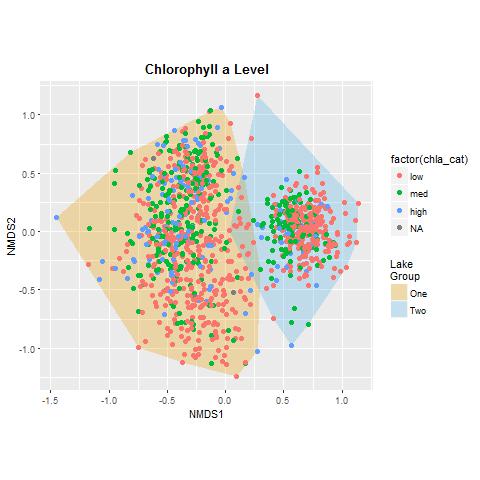 Chlorophyll a Level
NMDS2
1.0
0.5
0.0
-0.5
-1.0
-1.5
-1.0
-0.5
0.0
0.5
1.0
NMDS1
factor(chla_cat)
low
med
high
NA
Lake
Group
One
Two